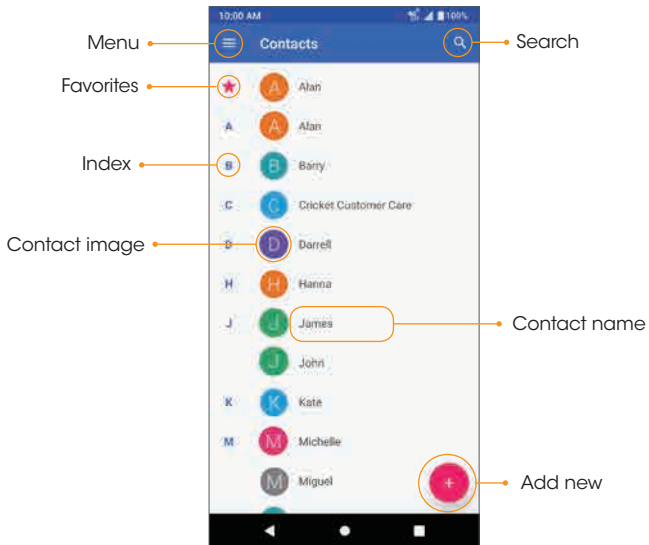 10:00 AM 100%
Menu Contacts Search
Favorites A Alan
A A Alan
Index B B Barry
C C Cricket Customer Care
Contact image D D Darrell
H H Hanna
J J James Contact name
J John
K K Kate
M M Michelle
M Miguel + Add new